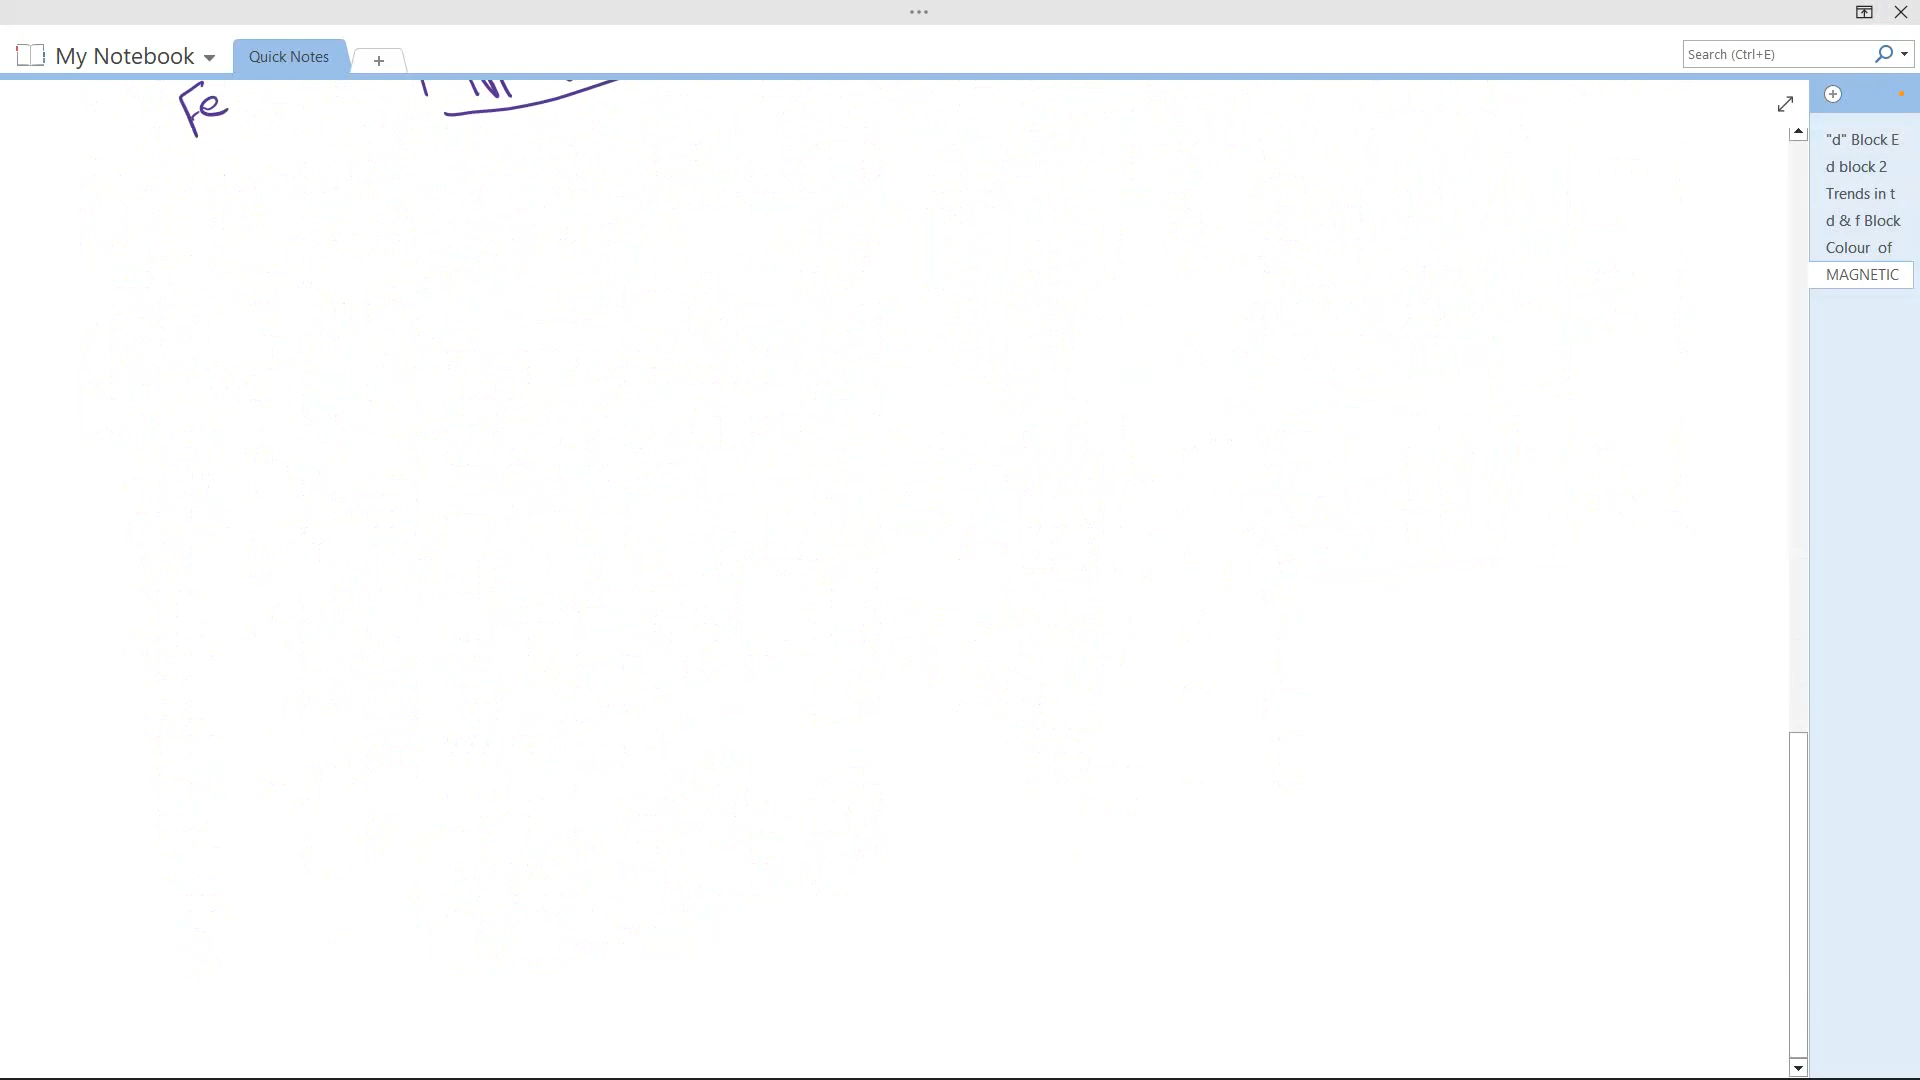 My Notebook
Quick Notes
Search (Ctrl+E)
Fe
"d" Block E
d block 2
Trends in t
d & f Block
Colour of
MAGNETIC